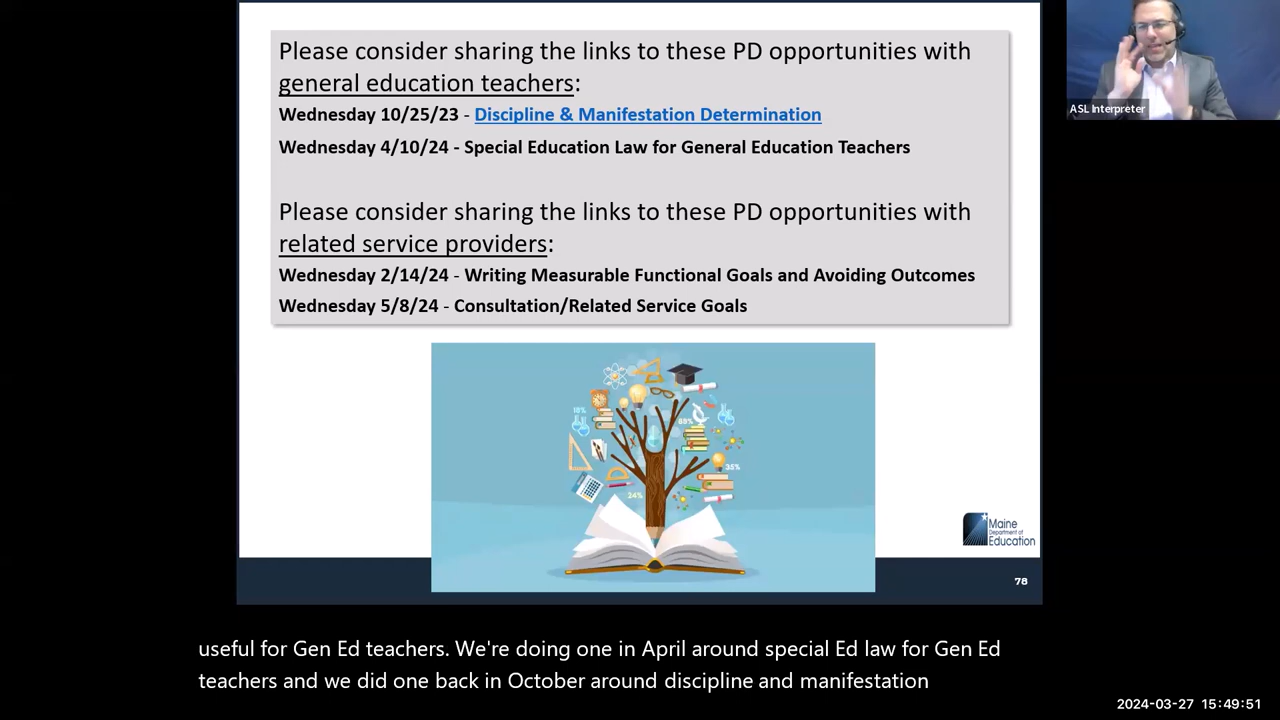 Please consider sharing the links to these PD opportunities with
general education teachers:
Wednesday 10/25/23 - Discipline & Manifestation Determination
Wednesday 4/10/24 - Special Education Law for General Education Teachers
Please consider sharing the links to these PD opportunities with
related service providers:
Wednesday 2/14/24 - Writing Measurable Functional Goals and Avoiding Outcomes
Wednesday 5/8/24 - Consultation/Related Service Goals
ASL Interpreter
18%
88%
35%
24%
Maine
Department of
Education
78
useful for Gen Ed teachers. We're doing one in April around special Ed law for Gen Ed
teachers and we did one back in October around discipline and manifestation
2024-03-27 15:49:51